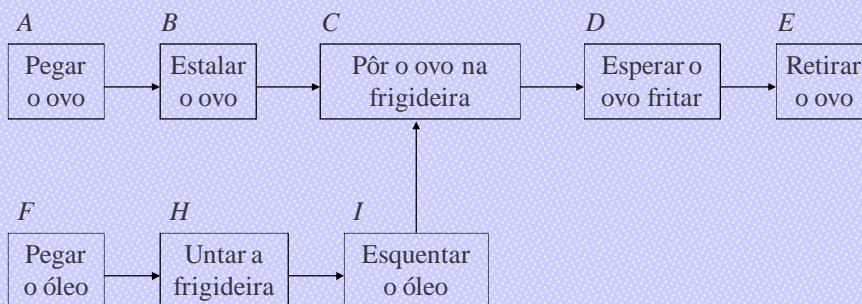 A
B
C
D
E
Pegar
o ovo
Estalar
o ovo
Pôr o ovo na
frigideira
Esperar o
ovo fritar
Retirar
o ovo
F
H
I
Pegar
o óleo
Untar a
frigideira
Esquentar
o óleo